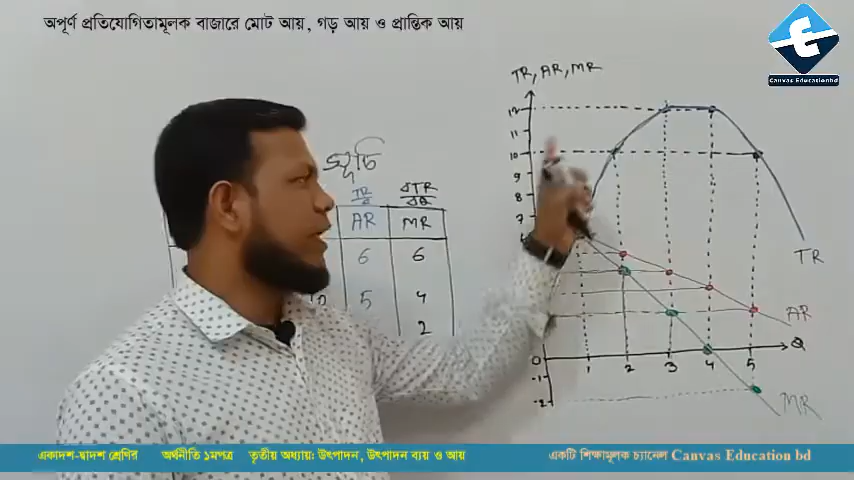 অপূর্ণ প্রতিযোগিতামূলক বাজারে মোট আয়, গড় আয় ও প্রান্তিক আয়
Canvas Educationbd
TR, AR, MR
সূচি
TR ΔTR
Q ΔQ
AR MR
6 6
10 5 4
2
12
11
10
9
8
7
TR
AR
0 1 2 3 4 5 Q
-1
-2
MR
একাদশ-দ্বাদশ শ্রেণির অর্থনীতি ১মপত্র তৃতীয় অধ্যায়: উৎপাদন, উৎপাদন ব্যয় ও আয় একটি শিক্ষামূলক চ্যানেল Canvas Education bd